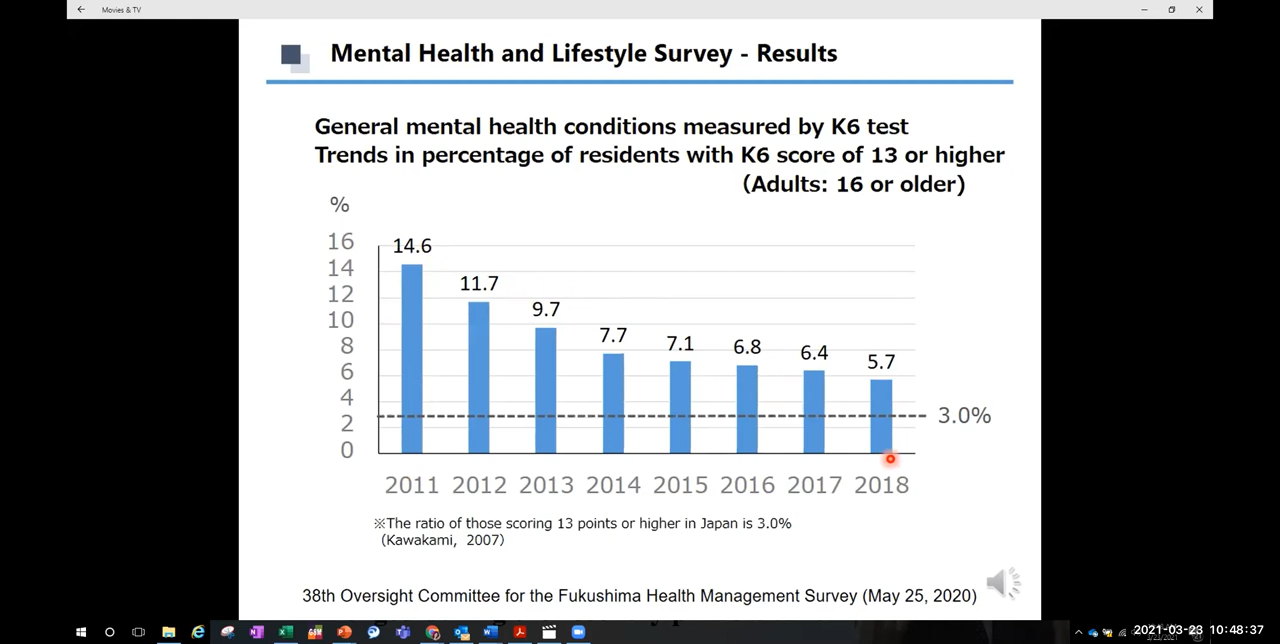 Movies & TV
Mental Health and Lifestyle Survey - Results
General mental health conditions measured by K6 test
Trends in percentage of residents with K6 score of 13 or higher
(Adults: 16 or older)
%
16
14
12
10
8
6
4
2
0
14.6
11.7
9.7
7.7
7.1
6.8
6.4
5.7
3.0%
2011 2012 2013 2014 2015 2016 2017 2018
※The ratio of those scoring 13 points or higher in Japan is 3.0%
(Kawakami, 2007)
38th Oversight Committee for the Fukushima Health Management Survey (May 25, 2020)
2021-03-23 10:48:37